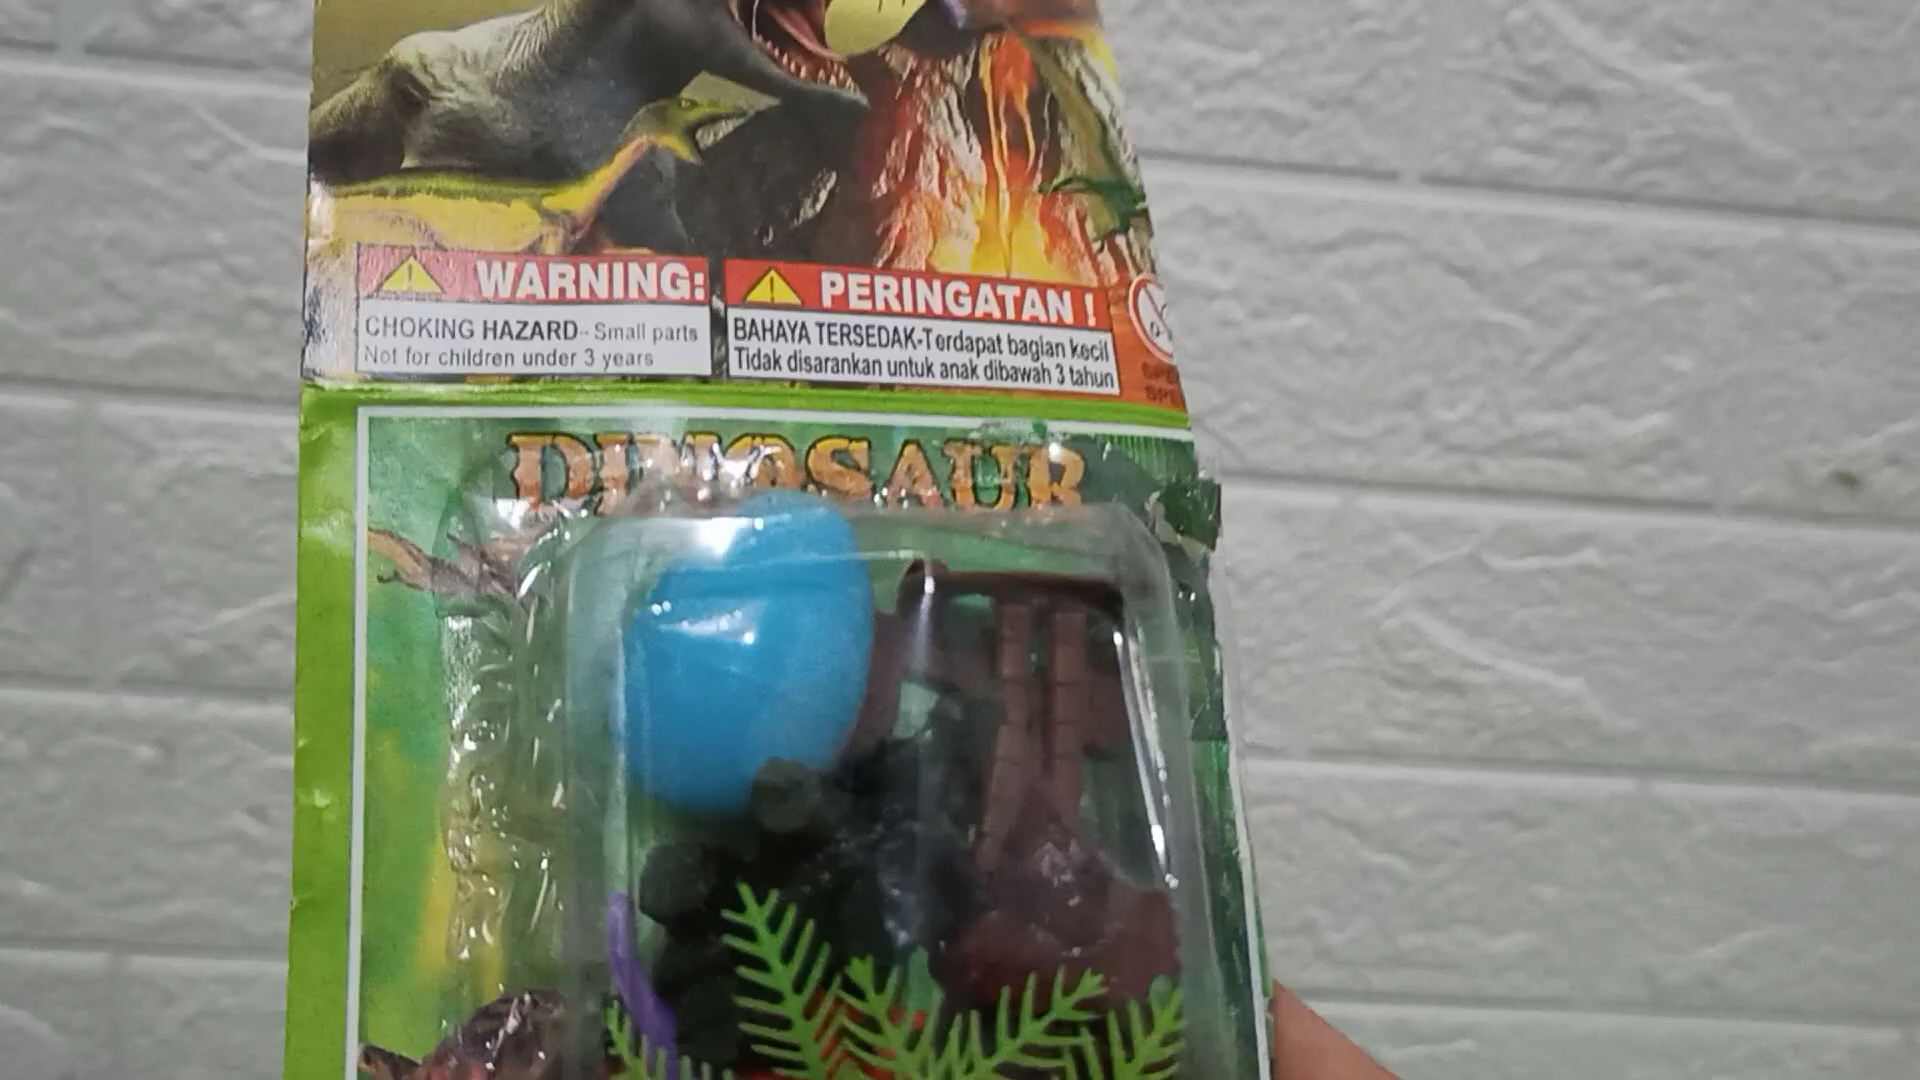 WARNING:
CHOKING HAZARD-- Small parts
Not for children under 3 years
PERINGATAN !
BAHAYA TERSEDAK-Terdapat bagian kecil
Tidak disarankan untuk anak dibawah 3 tahun
DINOSAUR